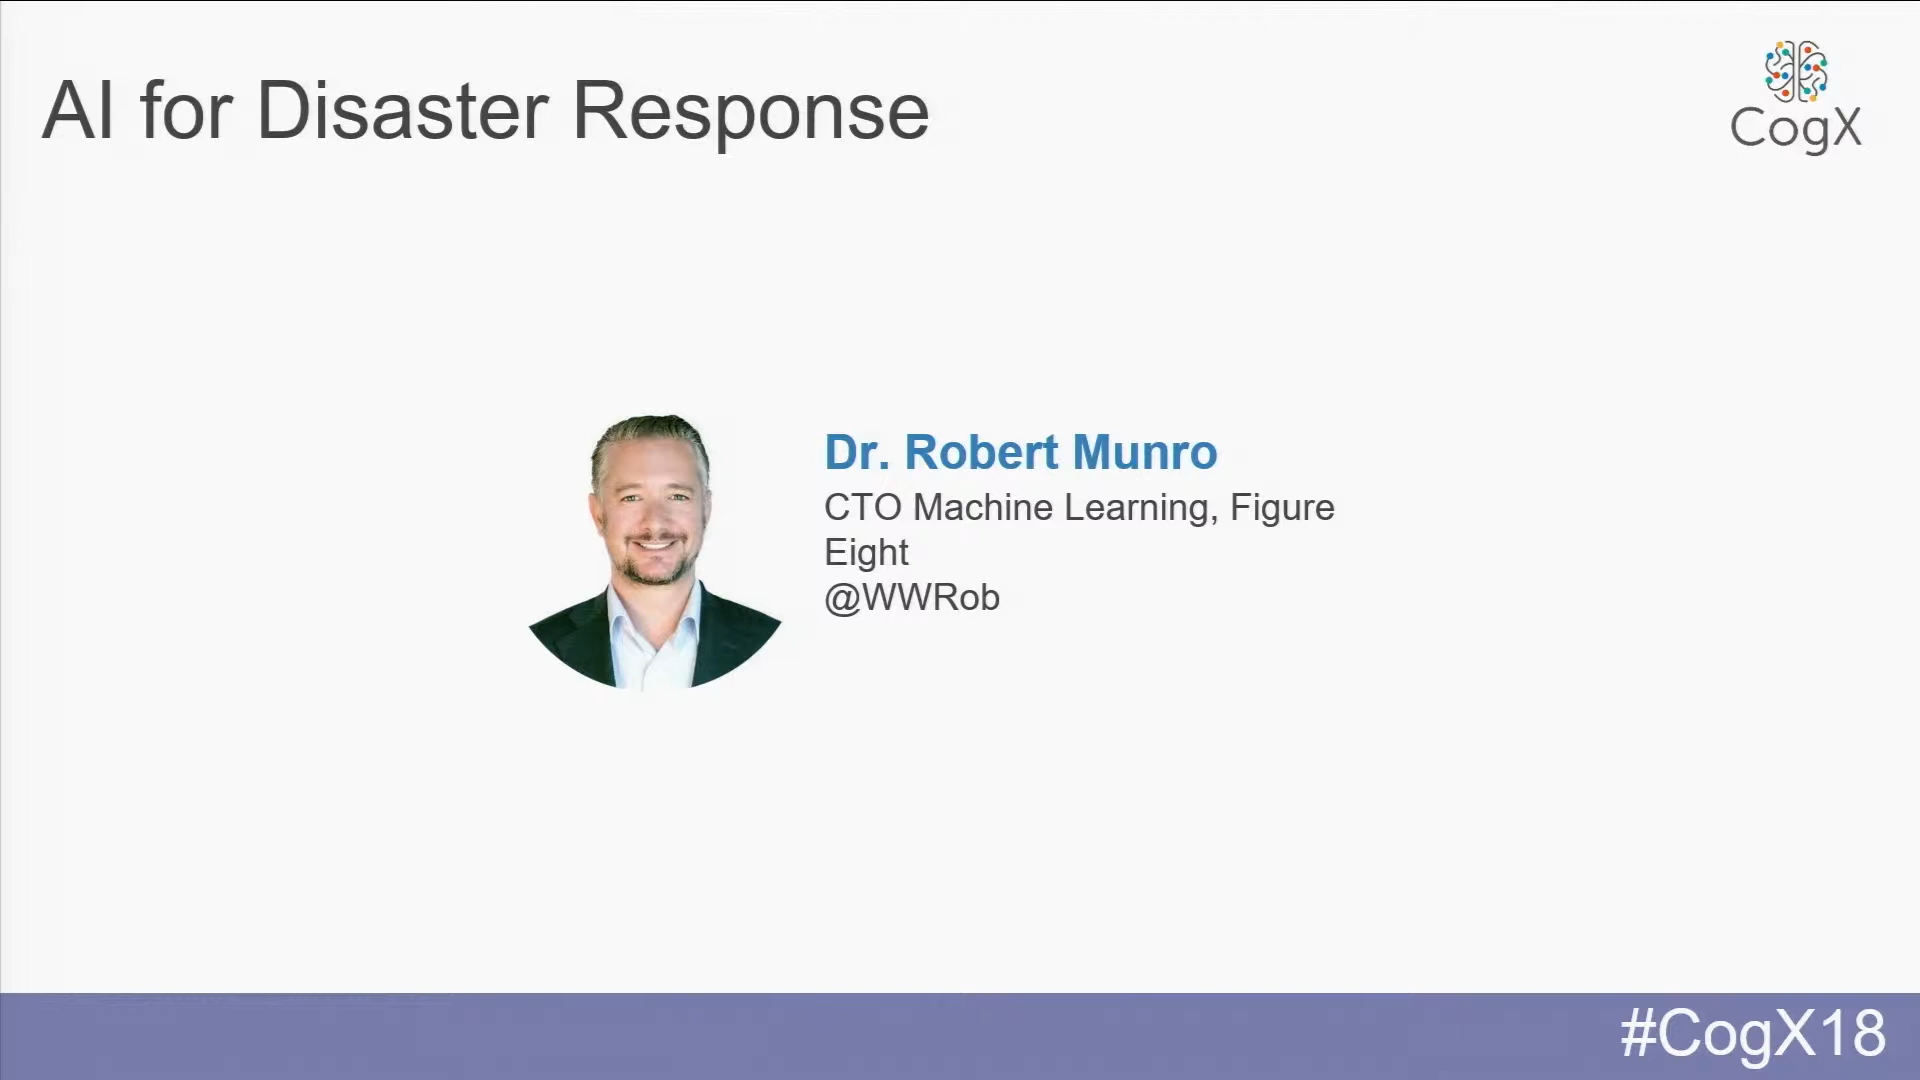 AI for Disaster Response
CogX
Dr. Robert Munro
CTO Machine Learning, Figure
Eight
@WWRob
#CogX18